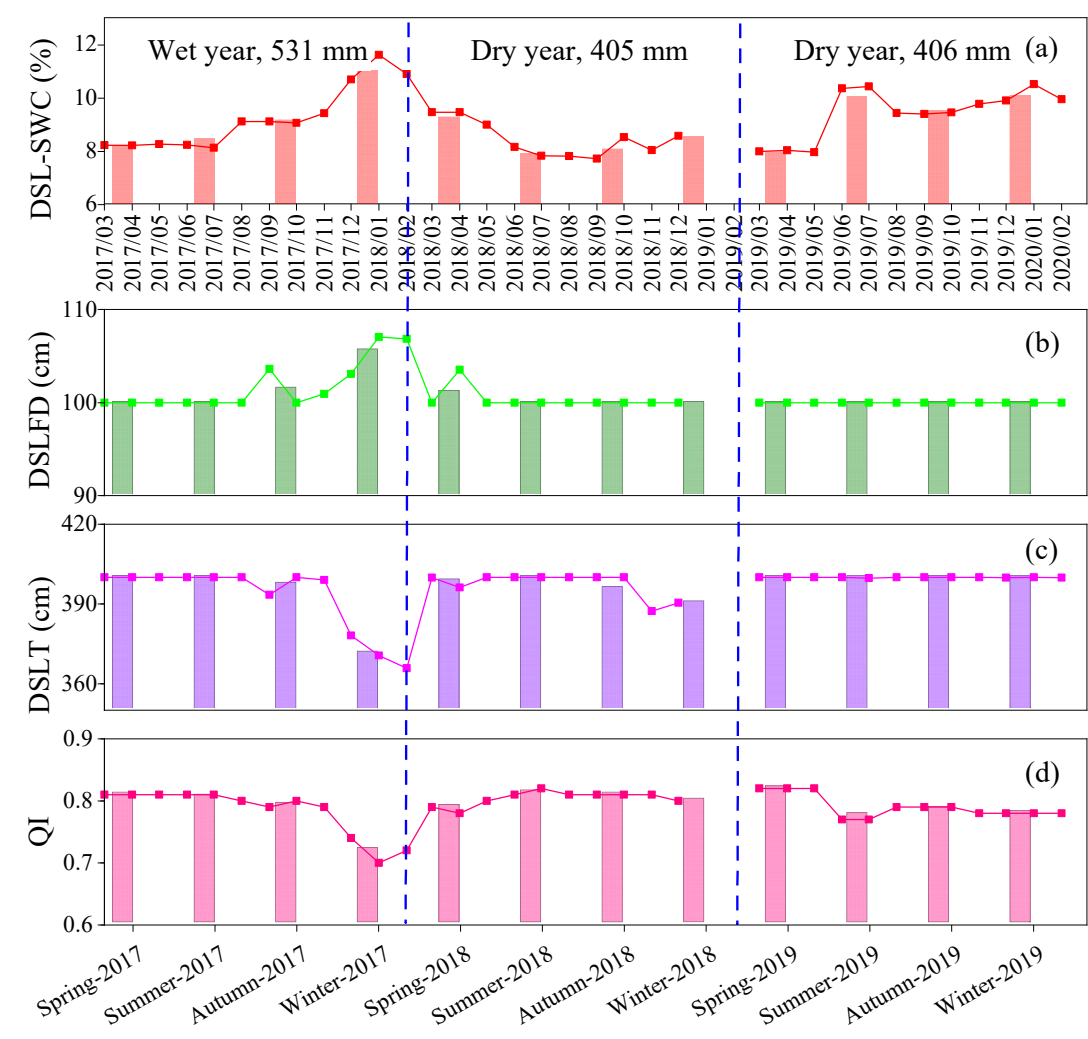 Wet year, 531 mm
Dry year, 405 mm
Dry year, 406 mm
(a)
DSL-SWC (%)
12
10
8
6
2017/03
2017/04
2017/05
2017/06
2017/07
2017/08
2017/09
2017/10
2017/11
2017/12
2018/01
2018/02
2018/03
2018/04
2018/05
2018/06
2018/07
2018/08
2018/09
2018/10
2018/11
2018/12
2019/01
2019/02
2019/03
2019/04
2019/05
2019/06
2019/07
2019/08
2019/09
2019/10
2019/11
2019/12
2020/01
2020/02
(b)
DSLFD (cm)
110
100
90
(c)
DSLT (cm)
420
390
360
(d)
QI
0.9
0.8
0.7
0.6
Spring-2017
Summer-2017
Autumn-2017
Winter-2017
Spring-2018
Summer-2018
Autumn-2018
Winter-2018
Spring-2019
Summer-2019
Autumn-2019
Winter-2019